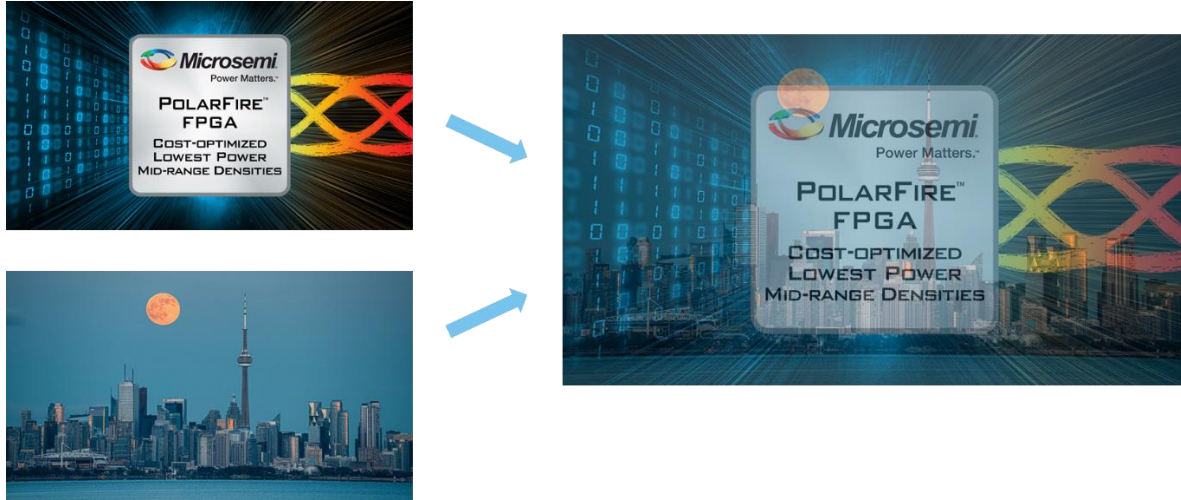 Microsemi
Power Matters.™
POLARFIRE™
FPGA
COST-OPTIMIZED
LOWEST POWER
MID-RANGE DENSITIES
Microsemi
Power Matters.™
POLARFIRE™
FPGA
COST-OPTIMIZED
LOWEST POWER
MID-RANGE DENSITIES